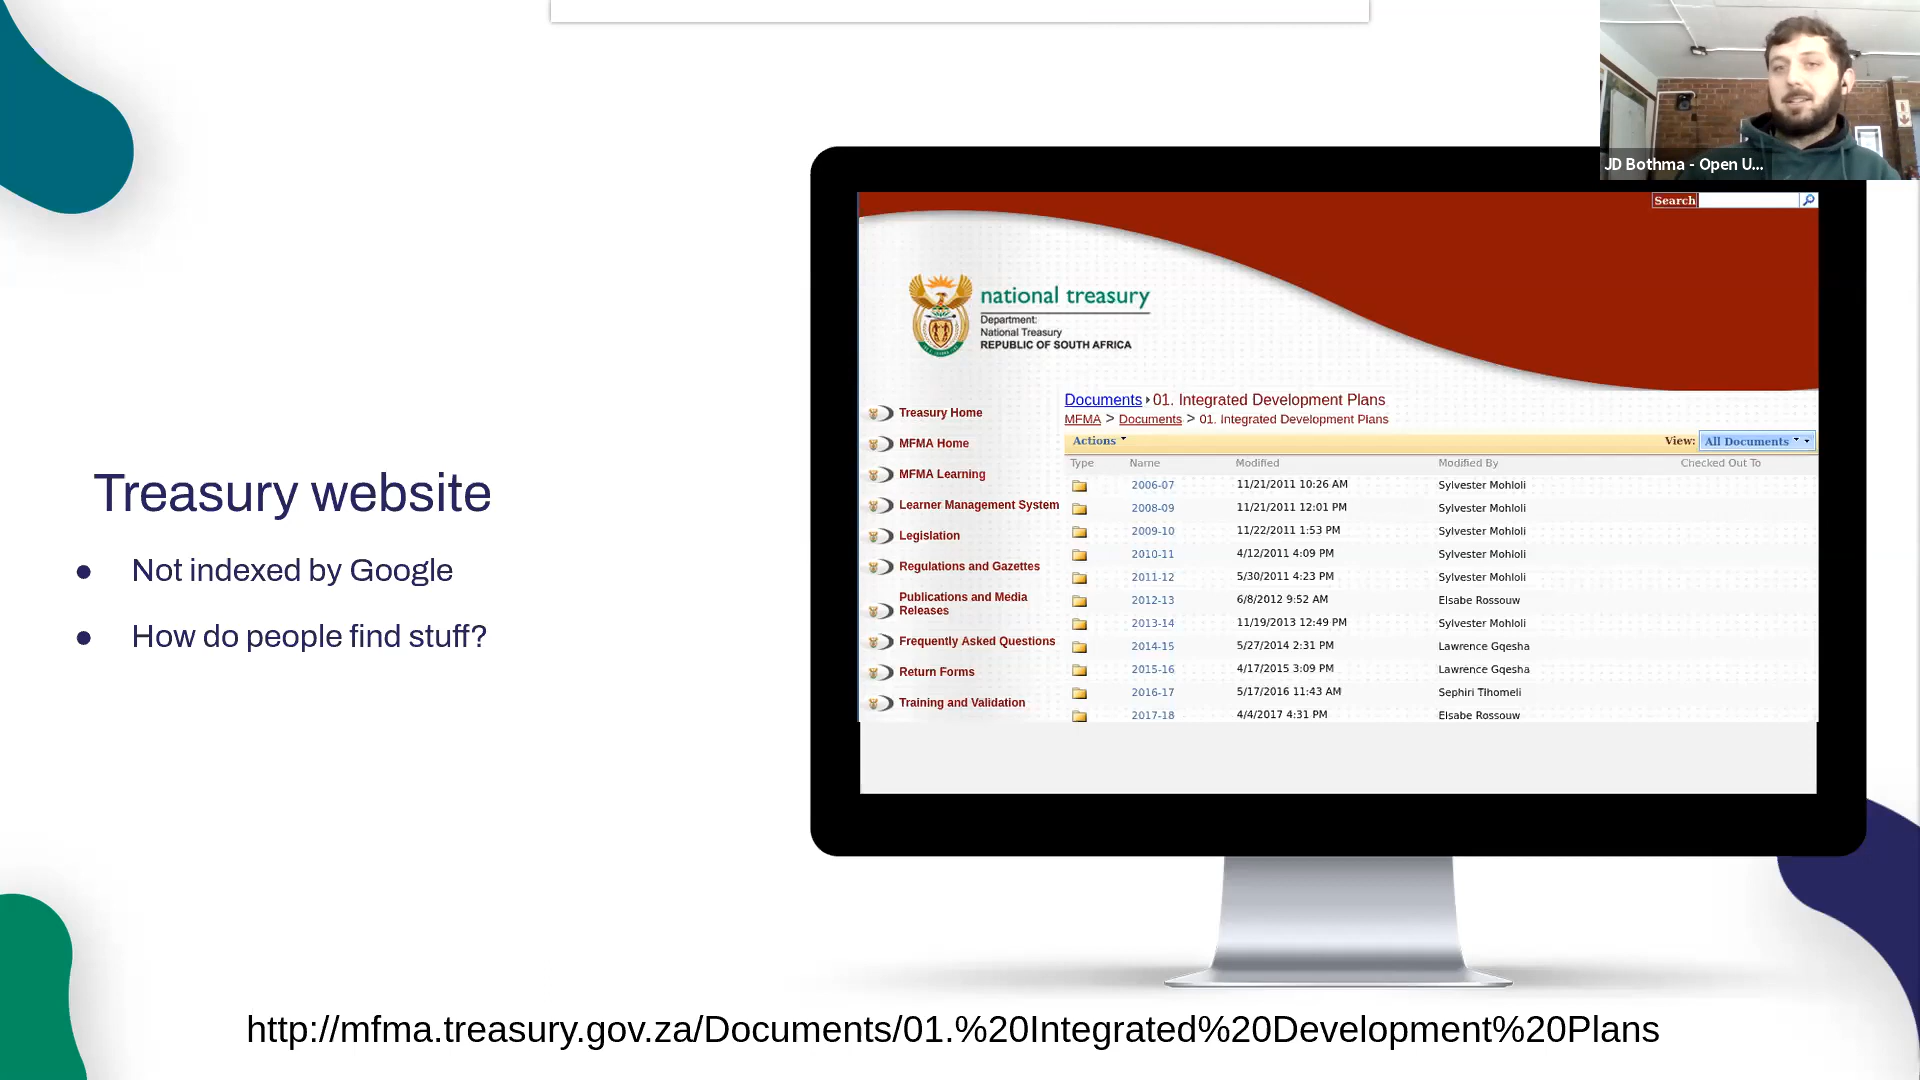 JD Bothma - Open U...
Treasury website
● Not indexed by Google
● How do people find stuff?
Search
national treasury
Department:
National Treasury
REPUBLIC OF SOUTH AFRICA
Treasury Home
MFMA Home
MFMA Learning
Learner Management System
Legislation
Regulations and Gazettes
Publications and Media
Releases
Frequently Asked Questions
Return Forms
Training and Validation
Documents 01. Integrated Development Plans
MFMA > Documents > 01. Integrated Development Plans
Actions View: All Documents
Type Name Modified Modified By Checked Out To
2006-07 11/21/2011 10:26 AM Sylvester Mohloli
2008-09 11/21/2011 12:01 PM Sylvester Mohloli
2009-10 11/22/2011 1:53 PM Sylvester Mohloli
2010-11 4/12/2011 4:09 PM Sylvester Mohloli
2011-12 5/30/2011 4:23 PM Sylvester Mohloli
2012-13 6/8/2012 9:52 AM Elsabe Rossouw
2013-14 11/19/2013 12:49 PM Sylvester Mohloli
2014-15 5/27/2014 2:31 PM Lawrence Gqesha
2015-16 4/17/2015 3:09 PM Lawrence Gqesha
2016-17 5/17/2016 11:43 AM Sephiri Tlhomeli
2017-18 4/4/2017 4:31 PM Elsabe Rossouw
http://mfma.treasury.gov.za/Documents/01.%20Integrated%20Development%20Plans